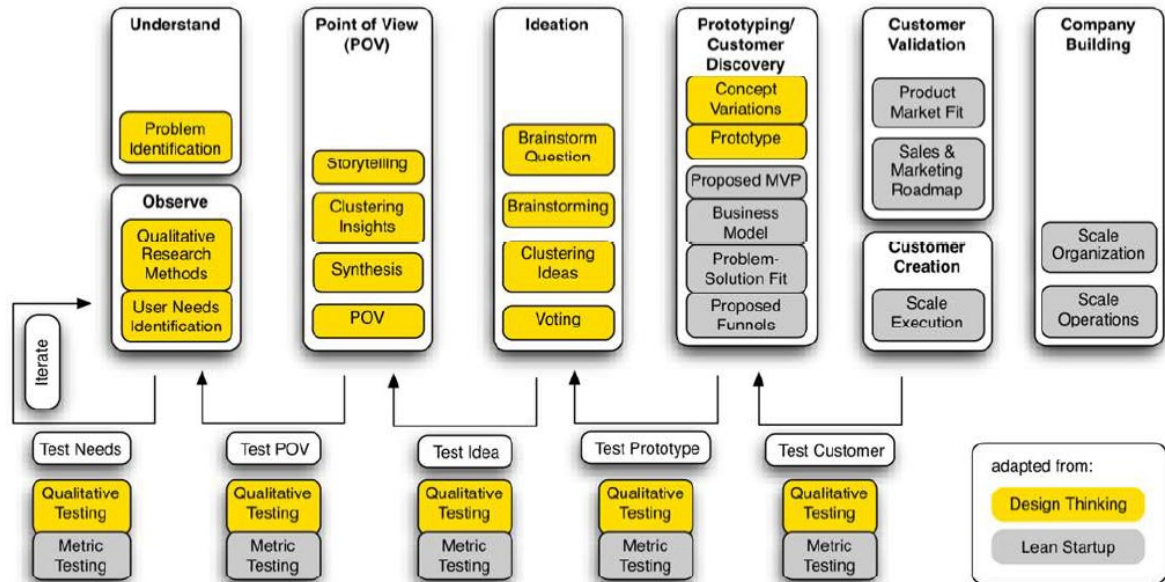 Understand
Problem
Identification
Observe
Qualitative
Research
Methods
User Needs
Identification
Point of View
(POV)
Storytelling
Clustering
Insights
Synthesis
POV
Ideation
Brainstorm
Question
Brainstorming
Clustering
Ideas
Voting
Prototyping/
Customer
Discovery
Concept
Variations
Prototype
Proposed MVP
Business
Model
Problem-
Solution Fit
Proposed
Funnels
Customer
Validation
Product
Market Fit
Sales &
Marketing
Roadmap
Customer
Creation
Scale
Execution
Company
Building
Scale
Organization
Scale
Operations
Iterate
Test Needs
Qualitative
Testing
Metric
Testing
Test POV
Qualitative
Testing
Metric
Testing
Test Idea
Qualitative
Testing
Metric
Testing
Test Prototype
Qualitative
Testing
Metric
Testing
Test Customer
Qualitative
Testing
Metric
Testing
adapted from:
Design Thinking
Lean Startup